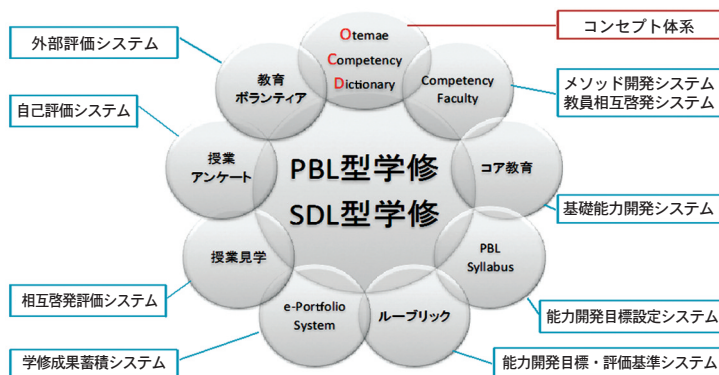 コンセプト体系
Otemae
Competency
Dictionary
外部評価システム
教育
ボランティア
Competency
Faculty
メソッド開発システム
教員相互啓発システム
自己評価システム
授業
アンケート
PBL型学修
SDL型学修
コア教育
基礎能力開発システム
授業見学
PBL
Syllabus
相互啓発評価システム
e-Portfolio
System
ルーブリック
能力開発目標設定システム
学修成果蓄積システム
能力開発目標・評価基準システム